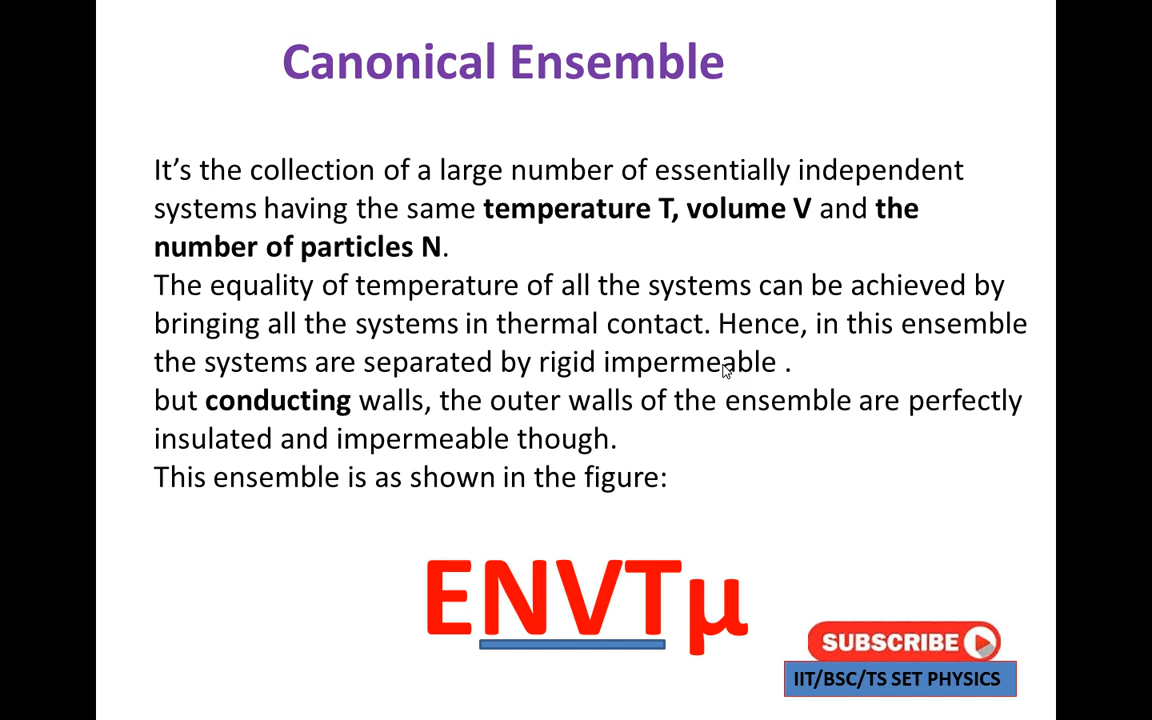 Canonical Ensemble
It’s the collection of a large number of essentially independent
systems having the same temperature T, volume V and the
number of particles N.
The equality of temperature of all the systems can be achieved by
bringing all the systems in thermal contact. Hence, in this ensemble
the systems are separated by rigid impermeable .
but conducting walls, the outer walls of the ensemble are perfectly
insulated and impermeable though.
This ensemble is as shown in the figure:
ENVTμ
SUBSCRIBE
IIT/BSC/TS SET PHYSICS